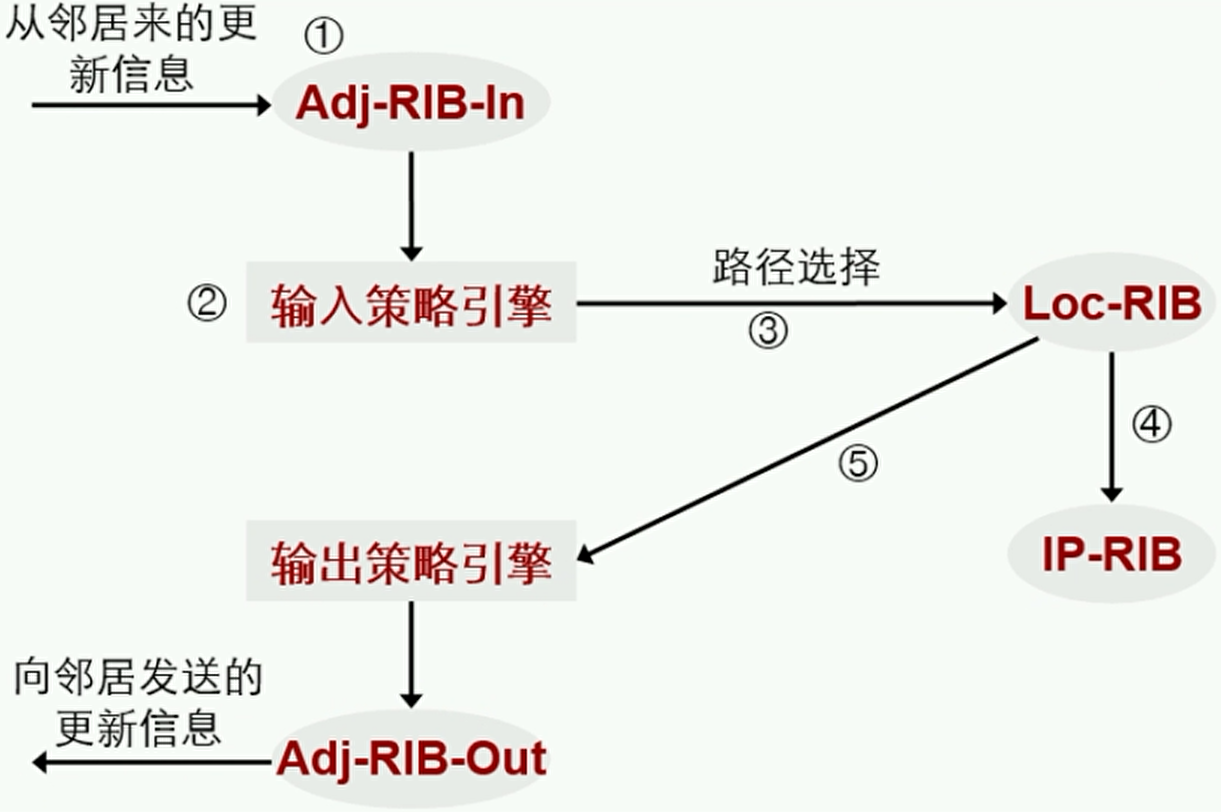 从邻居来的更
新信息
①
Adj-RIB-In
②
输入策略引擎
路径选择
③
Loc-RIB
④
⑤
输出策略引擎
IP-RIB
向邻居发送的
更新信息
Adj-RIB-Out